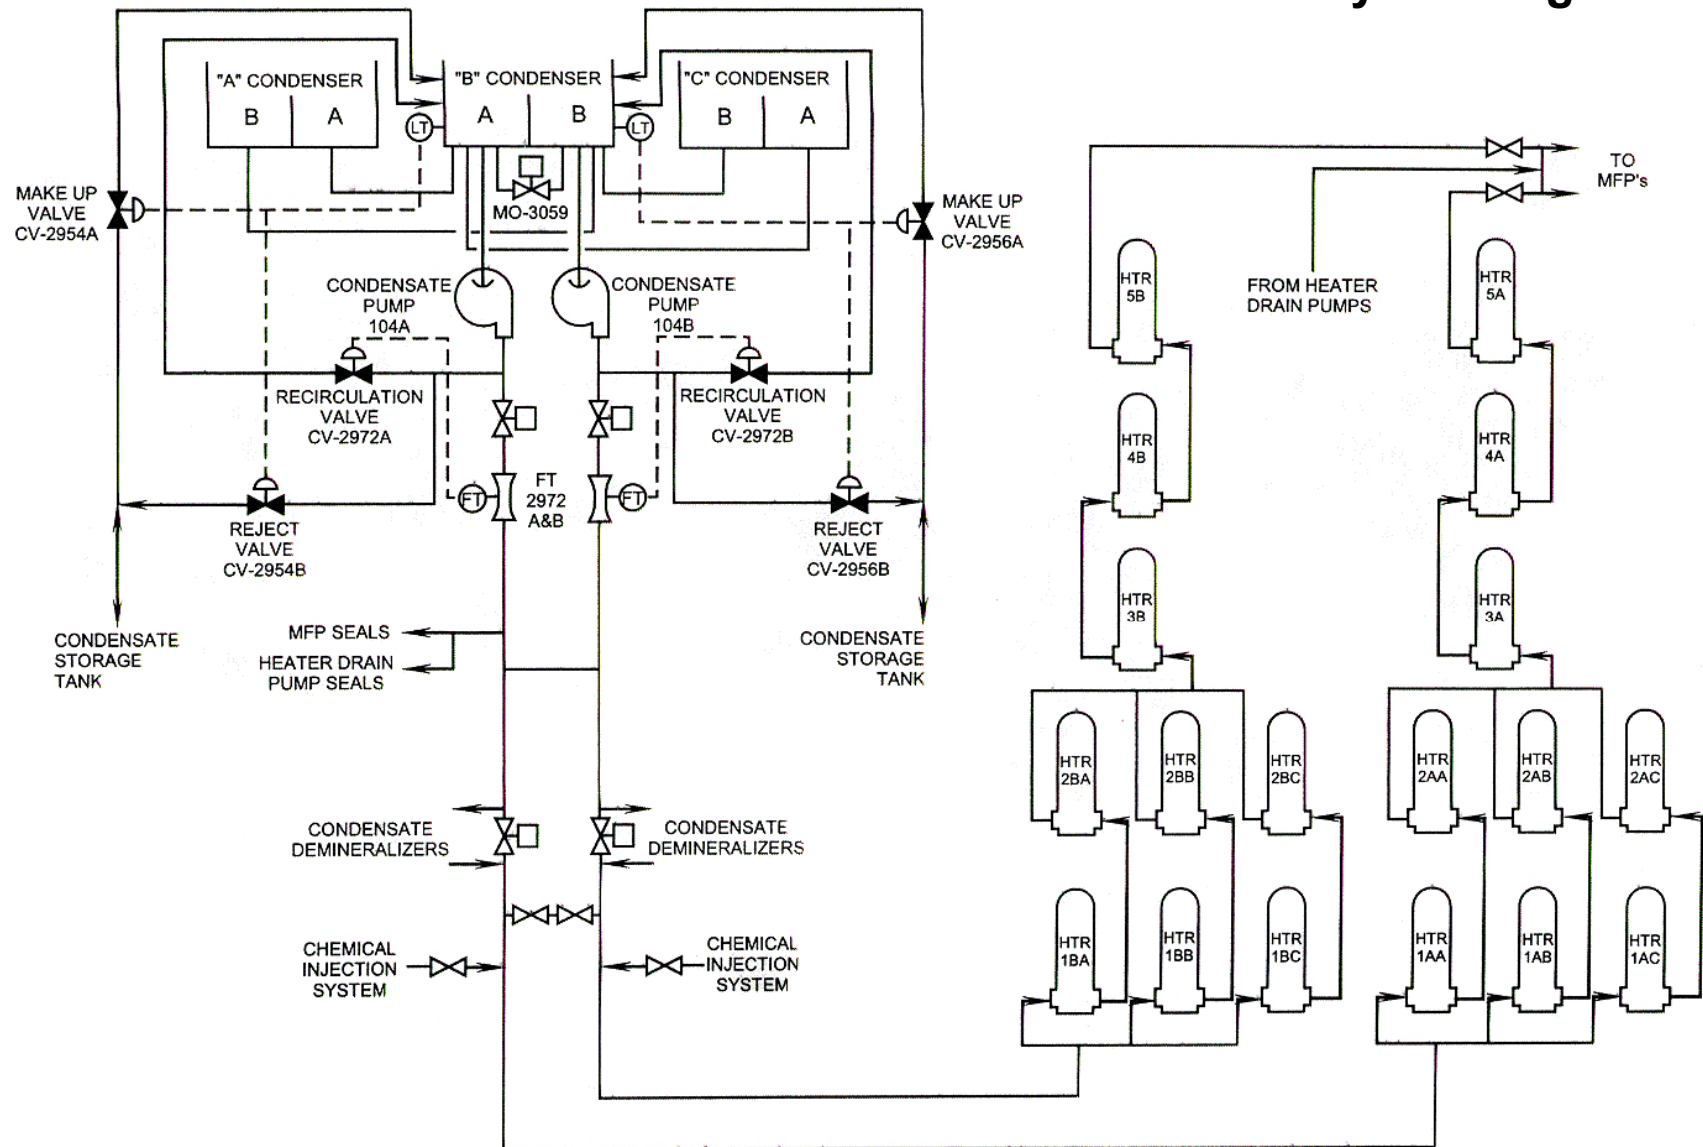 "A" CONDENSER
B A
"B" CONDENSER
A B
"C" CONDENSER
B A
LT
LT
MAKE UP
VALVE
CV-2954A
MO-3059
MAKE UP
VALVE
CV-2956A
CONDENSATE
PUMP
104A
CONDENSATE
PUMP
104B
RECIRCULATION
VALVE
CV-2972A
RECIRCULATION
VALVE
CV-2972B
FT
FT
2972
A&B
FT
REJECT
VALVE
CV-2954B
REJECT
VALVE
CV-2956B
CONDENSATE
STORAGE
TANK
MFP SEALS
HEATER DRAIN
PUMP SEALS
CONDENSATE
STORAGE
TANK
CONDENSATE
DEMINERALIZERS
CONDENSATE
DEMINERALIZERS
CHEMICAL
INJECTION
SYSTEM
CHEMICAL
INJECTION
SYSTEM
TO
MFP's
FROM HEATER
DRAIN PUMPS
HTR
5B
HTR
5A
HTR
4B
HTR
4A
HTR
3B
HTR
3A
HTR
2BA
HTR
2BB
HTR
2BC
HTR
2AA
HTR
2AB
HTR
2AC
HTR
1BA
HTR
1BB
HTR
1BC
HTR
1AA
HTR
1AB
HTR
1AC